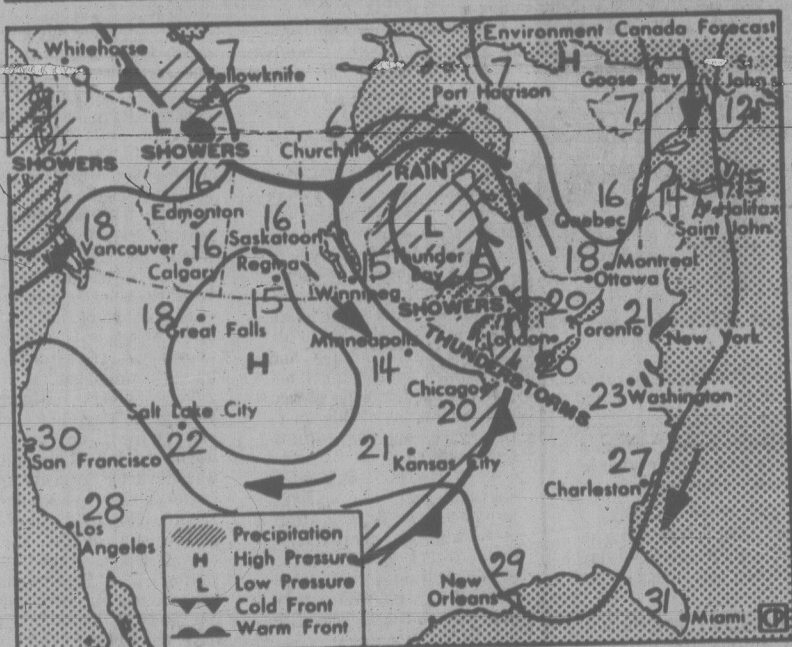 Environment Canada Forecast
Whitehorse
9
7
Yellowknife
7
H
Goose Bay
7
St. John's
12
Port Harrison
L
6
Churchill
SHOWERS
SHOWERS
RAIN
16
Edmonton
18
Vancouver
16
Calgary
16
Saskatoon
Regina
15
15
Winnipeg
L
Thunder
Bay
15
16
Quebec
14
15
Halifax
Saint John
18
Montreal
Ottawa
18
Great Falls
H
SHOWERS
THUNDERSTORMS
Minneapolis
14
London
20
20
Toronto
21
New York
Chicago
20
23
Washington
Salt Lake City
22
30
San Francisco
21
Kansas City
27
Charleston
28
Los
Angeles
29
New
Orleans
31
Miami
Precipitation
H High Pressure
L Low Pressure
Cold Front
Warm Front
CP